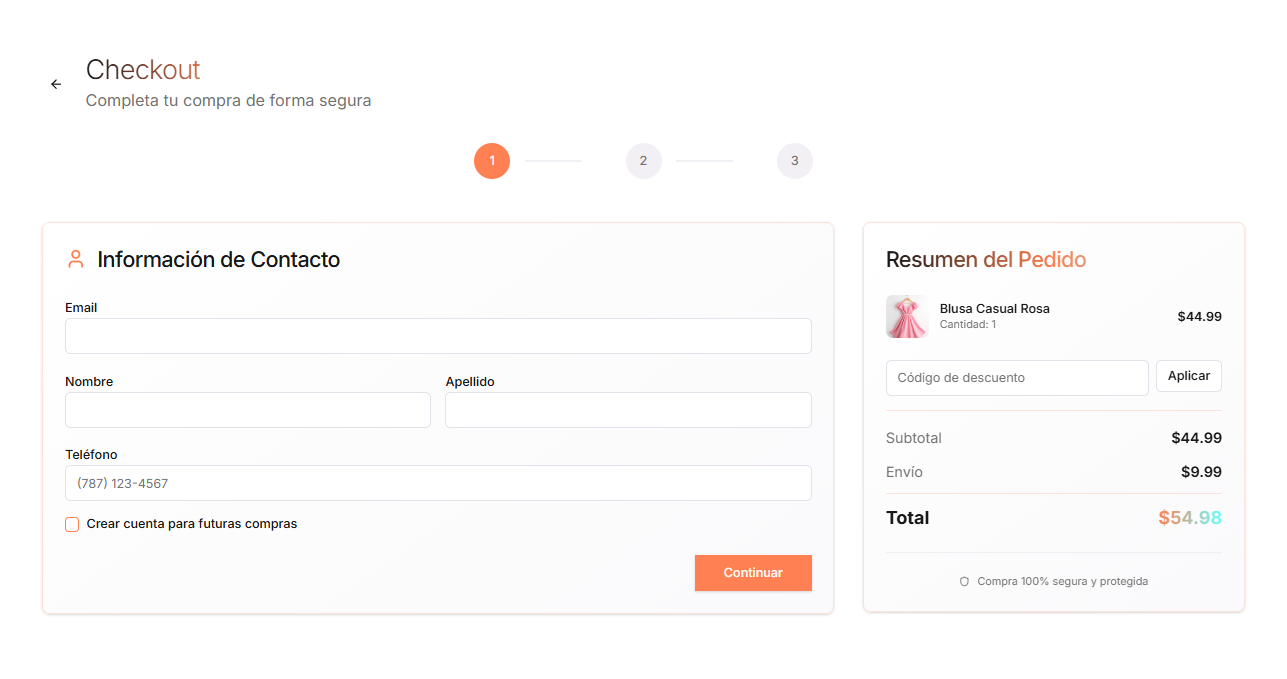 Checkout
Completa tu compra de forma segura
1
2
3
Información de Contacto
Email
Nombre
Apellido
Teléfono
(787) 123-4567
Crear cuenta para futuras compras
Continuar
Resumen del Pedido
Blusa Casual Rosa
Cantidad: 1
$44.99
Código de descuento
Aplicar
Subtotal $44.99
Envío $9.99
Total $54.98
Compra 100% segura y protegida